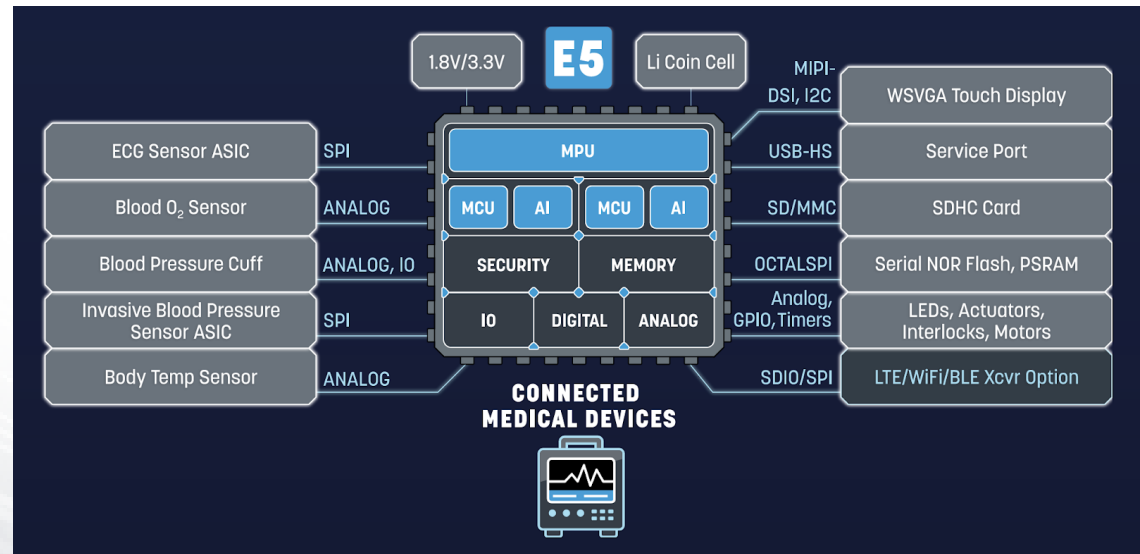 1.8V/3.3V
E5
Li Coin Cell
ECG Sensor ASIC
SPI
Blood O₂ Sensor
ANALOG
Blood Pressure Cuff
ANALOG, IO
Invasive Blood Pressure
Sensor ASIC
SPI
Body Temp Sensor
ANALOG
MPU
MCU
AI
MCU
AI
SECURITY
MEMORY
IO
DIGITAL
ANALOG
MIPI-
DSI, I2C
WSVGA Touch Display
USB-HS
Service Port
SD/MMC
SDHC Card
OCTALSPI
Serial NOR Flash, PSRAM
Analog,
GPIO, Timers
LEDs, Actuators,
Interlocks, Motors
SDIO/SPI
LTE/WiFi/BLE Xcvr Option
CONNECTED
MEDICAL DEVICES